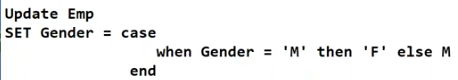 Update Emp
SET Gender = case
when Gender = 'M' then 'F' else M
end